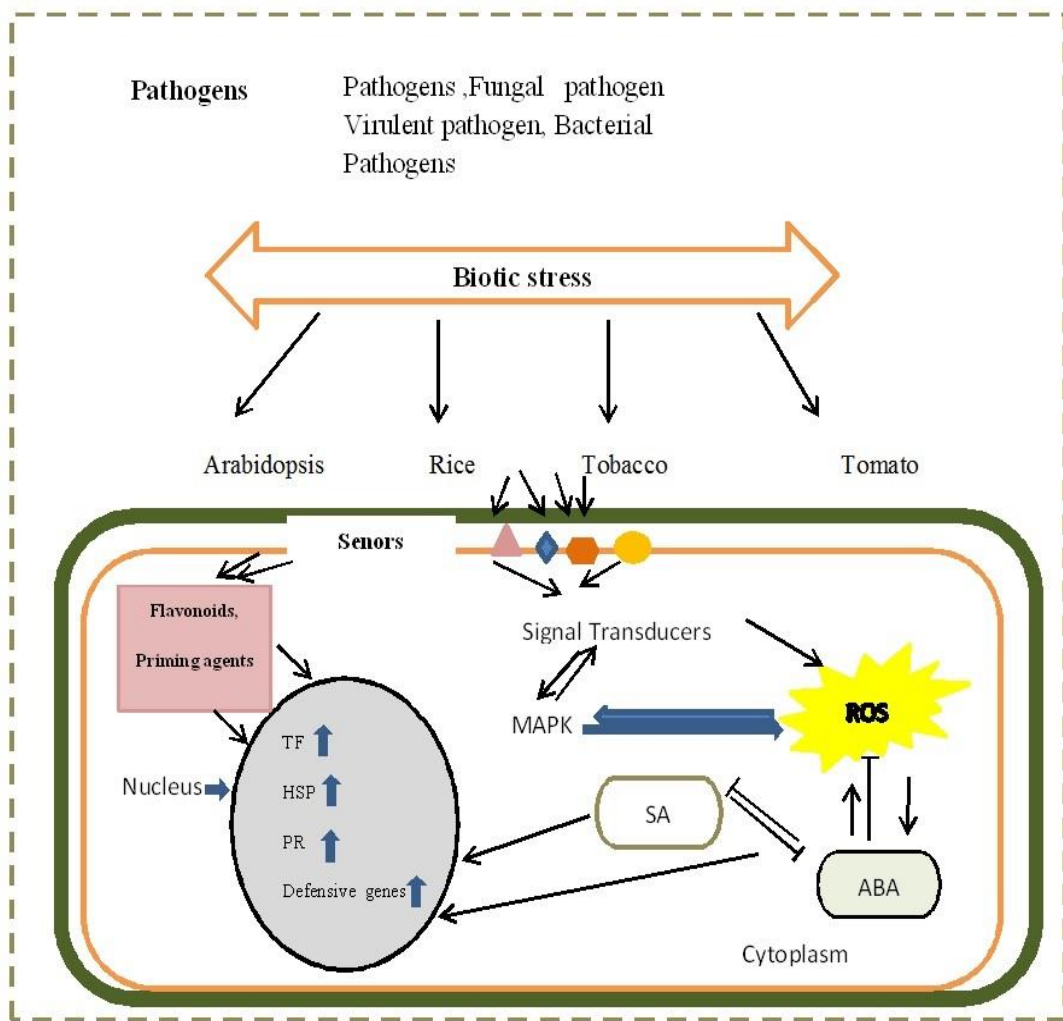 Pathogens
Pathogens ,Fungal pathogen
Virulent pathogen, Bacterial
Pathogens
Biotic stress
Arabidopsis
Rice
Tobacco
Tomato
Senors
Flavonoids,
Priming agents
Signal Transducers
MAPK
ROS
TF
Nucleus
HSP
PR
Defensive genes
SA
ABA
Cytoplasm